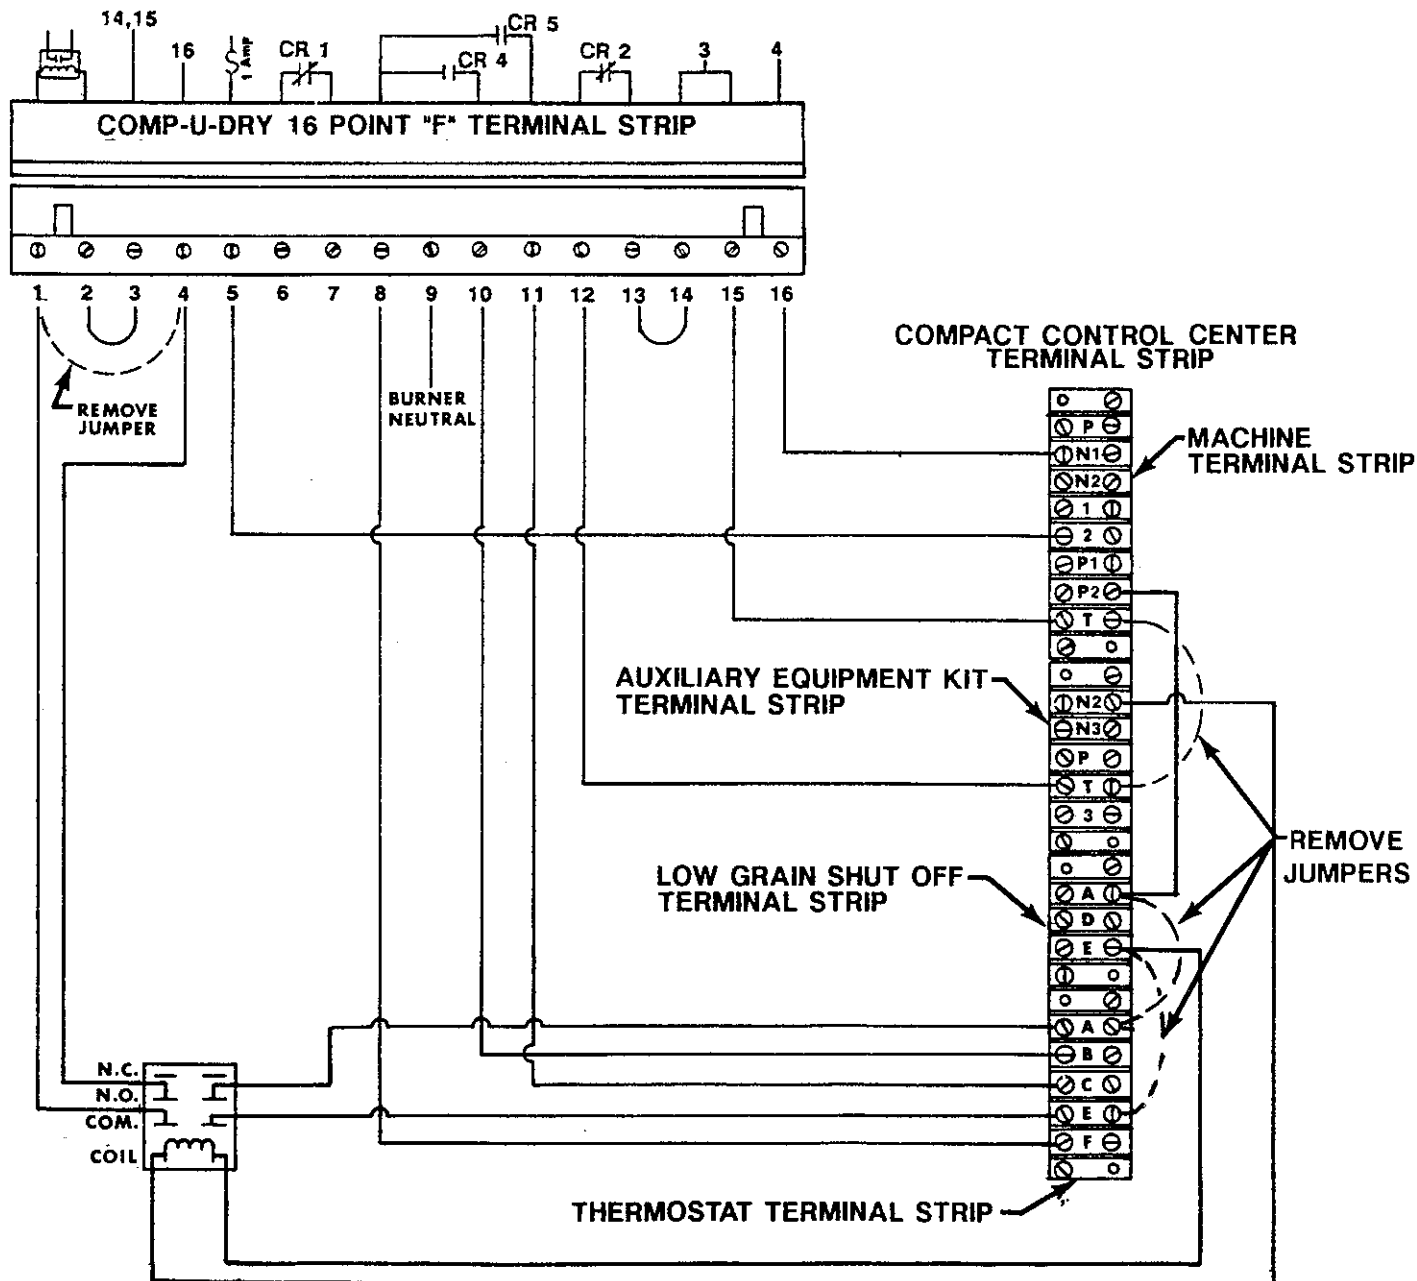 14,15
16
1 Amp
CR 1
CR 5
CR 4
CR 2
3
4
COMP-U-DRY 16 POINT "F" TERMINAL STRIP
1 2 3 4 5 6 7 8 9 10 11 12 13 14 15 16
REMOVE
JUMPER
BURNER
NEUTRAL
COMPACT CONTROL CENTER
TERMINAL STRIP
P
N1
N2
1
2
P1
P2
T
MACHINE
TERMINAL STRIP
AUXILIARY EQUIPMENT KIT
TERMINAL STRIP
N2
N3
P
T
3
REMOVE
JUMPERS
LOW GRAIN SHUT OFF
TERMINAL STRIP
A
D
E
A
B
C
E
F
N.C.
N.O.
COM.
COIL
THERMOSTAT TERMINAL STRIP